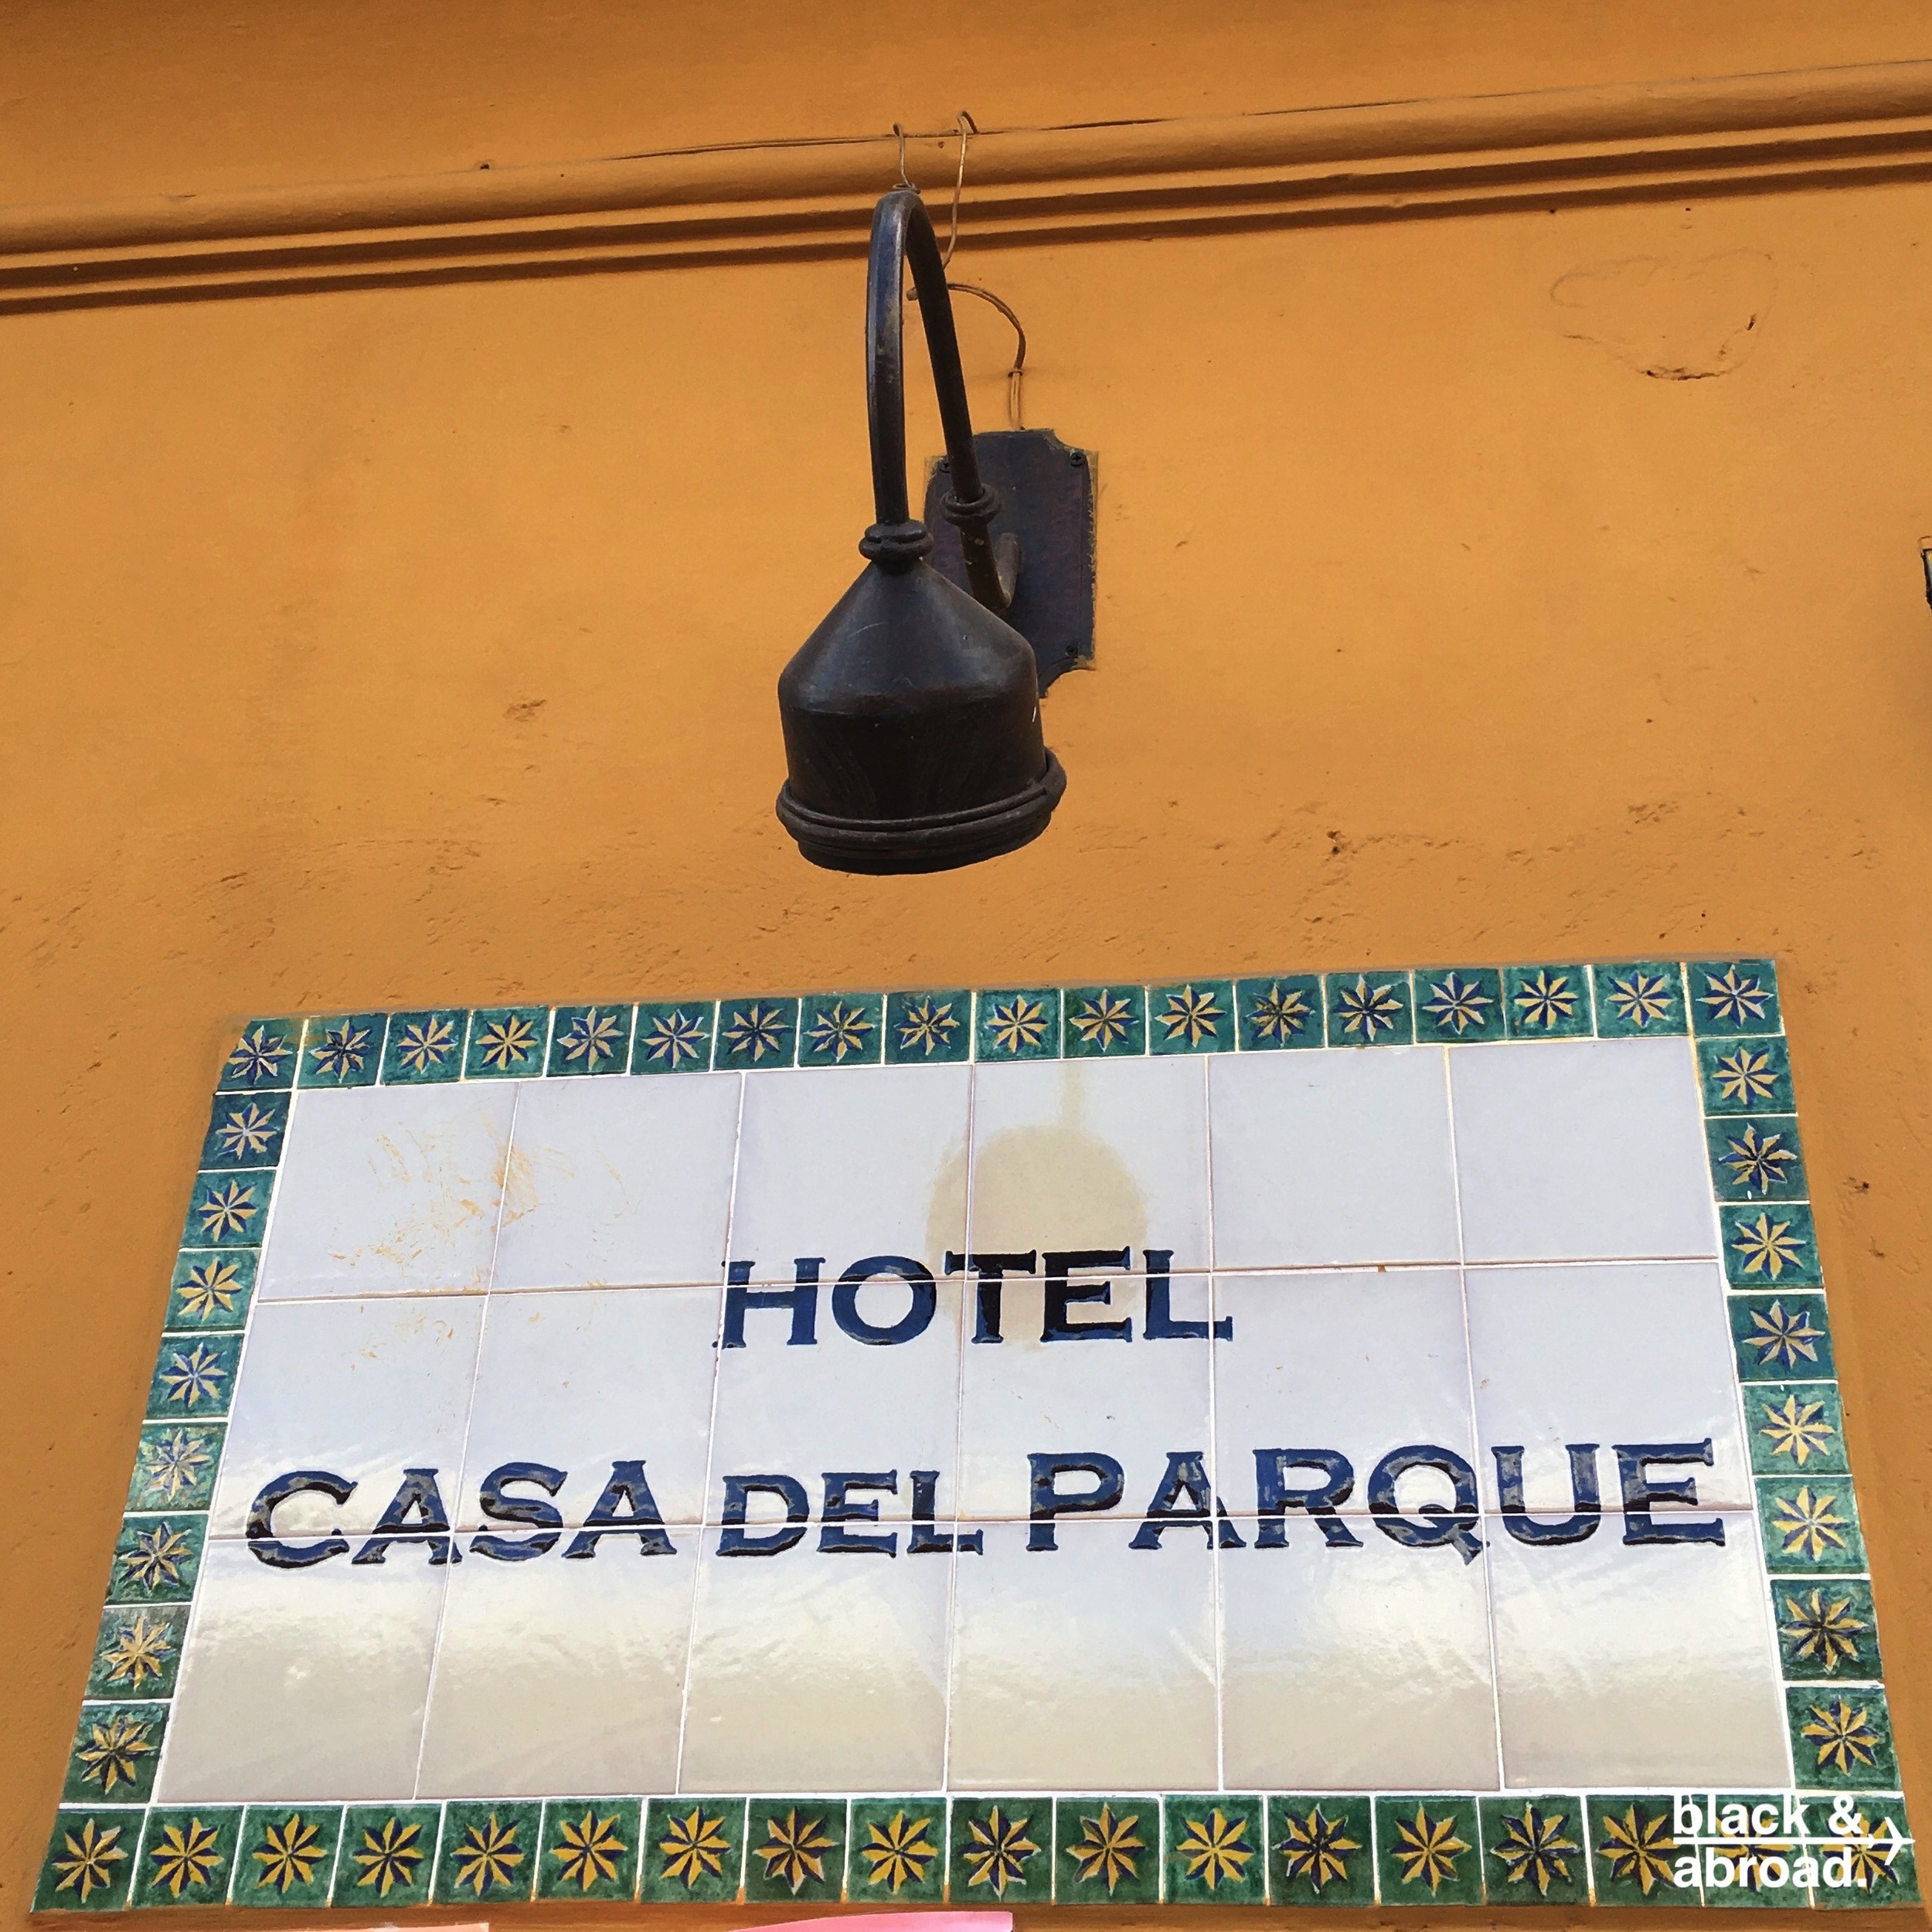 HOTEL
CASA DEL PARQUE
black &
abroad.